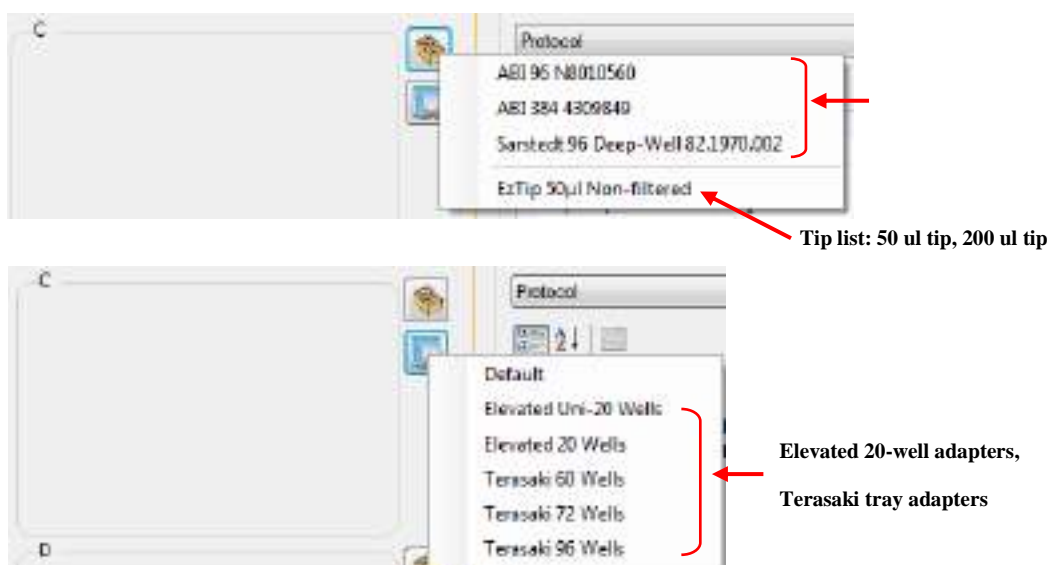 C
Protocol
ABI 96 N8010560
ABI 384 4309849
Sarstedt 96 Deep-Well 82.1970.002
EzTip 50µl Non-filtered
Tip list: 50 ul tip, 200 ul tip
C
Protocol
Default
Elevated Uni-20 Wells
Elevated 20 Wells
Elevated 20-well adapters,
Terasaki 60 Wells
Terasaki tray adapters
Terasaki 72 Wells
D
Terasaki 96 Wells